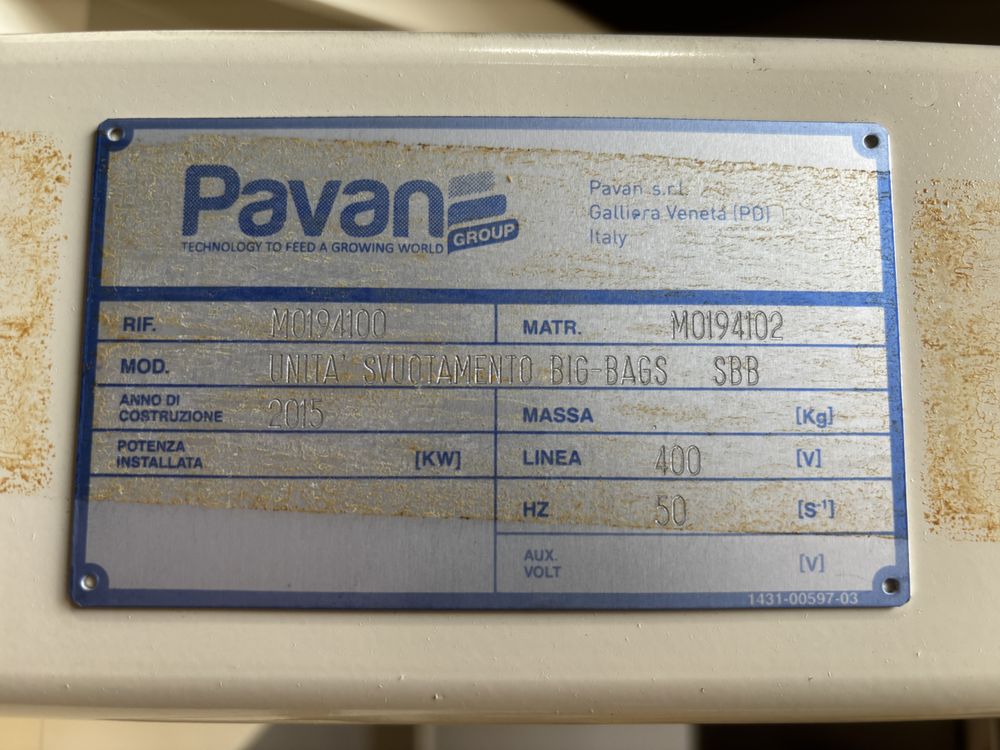 Pavan
TECHNOLOGY TO FEED A GROWING WORLD GROUP
Pavan s.r.l.
Galliera Veneta (PD)
Italy
RIF. M0194100 MATR. M0194102
MOD. UNITA' SVUOTAMENTO BIG-BAGS SBB
ANNO DI COSTRUZIONE 2015 MASSA [Kg]
POTENZA INSTALLATA [KW] LINEA 400 [V]
HZ 50 [S⁻¹]
AUX. VOLT [V]
1431-00597-03